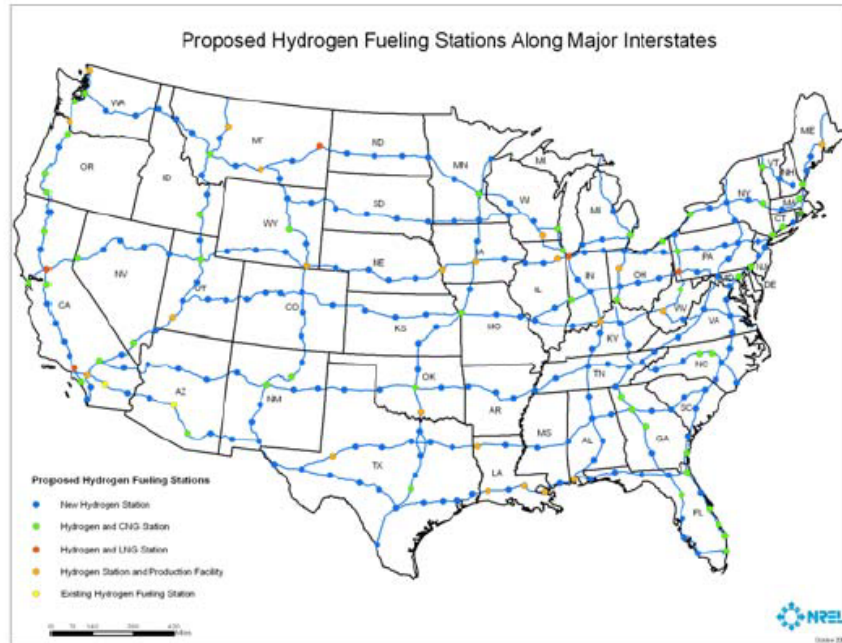 Proposed Hydrogen Fueling Stations Along Major Interstates
WA
MT
ND
MN
MI
ME
VT
NH
OR
ID
SD
WI
MI
NY
MA
CT
WY
IA
NE
PA
NJ
NV
UT
CO
IL
IN
OH
DE
CA
KS
MO
WV
VA
KY
AZ
NM
OK
AR
TN
NC
SC
MS
AL
GA
TX
LA
FL
Proposed Hydrogen Fueling Stations
New Hydrogen Station
Hydrogen and CNG Station
Hydrogen and LNG Station
Hydrogen Station and Production Facility
Existing Hydrogen Fueling Station
Miles
NREL